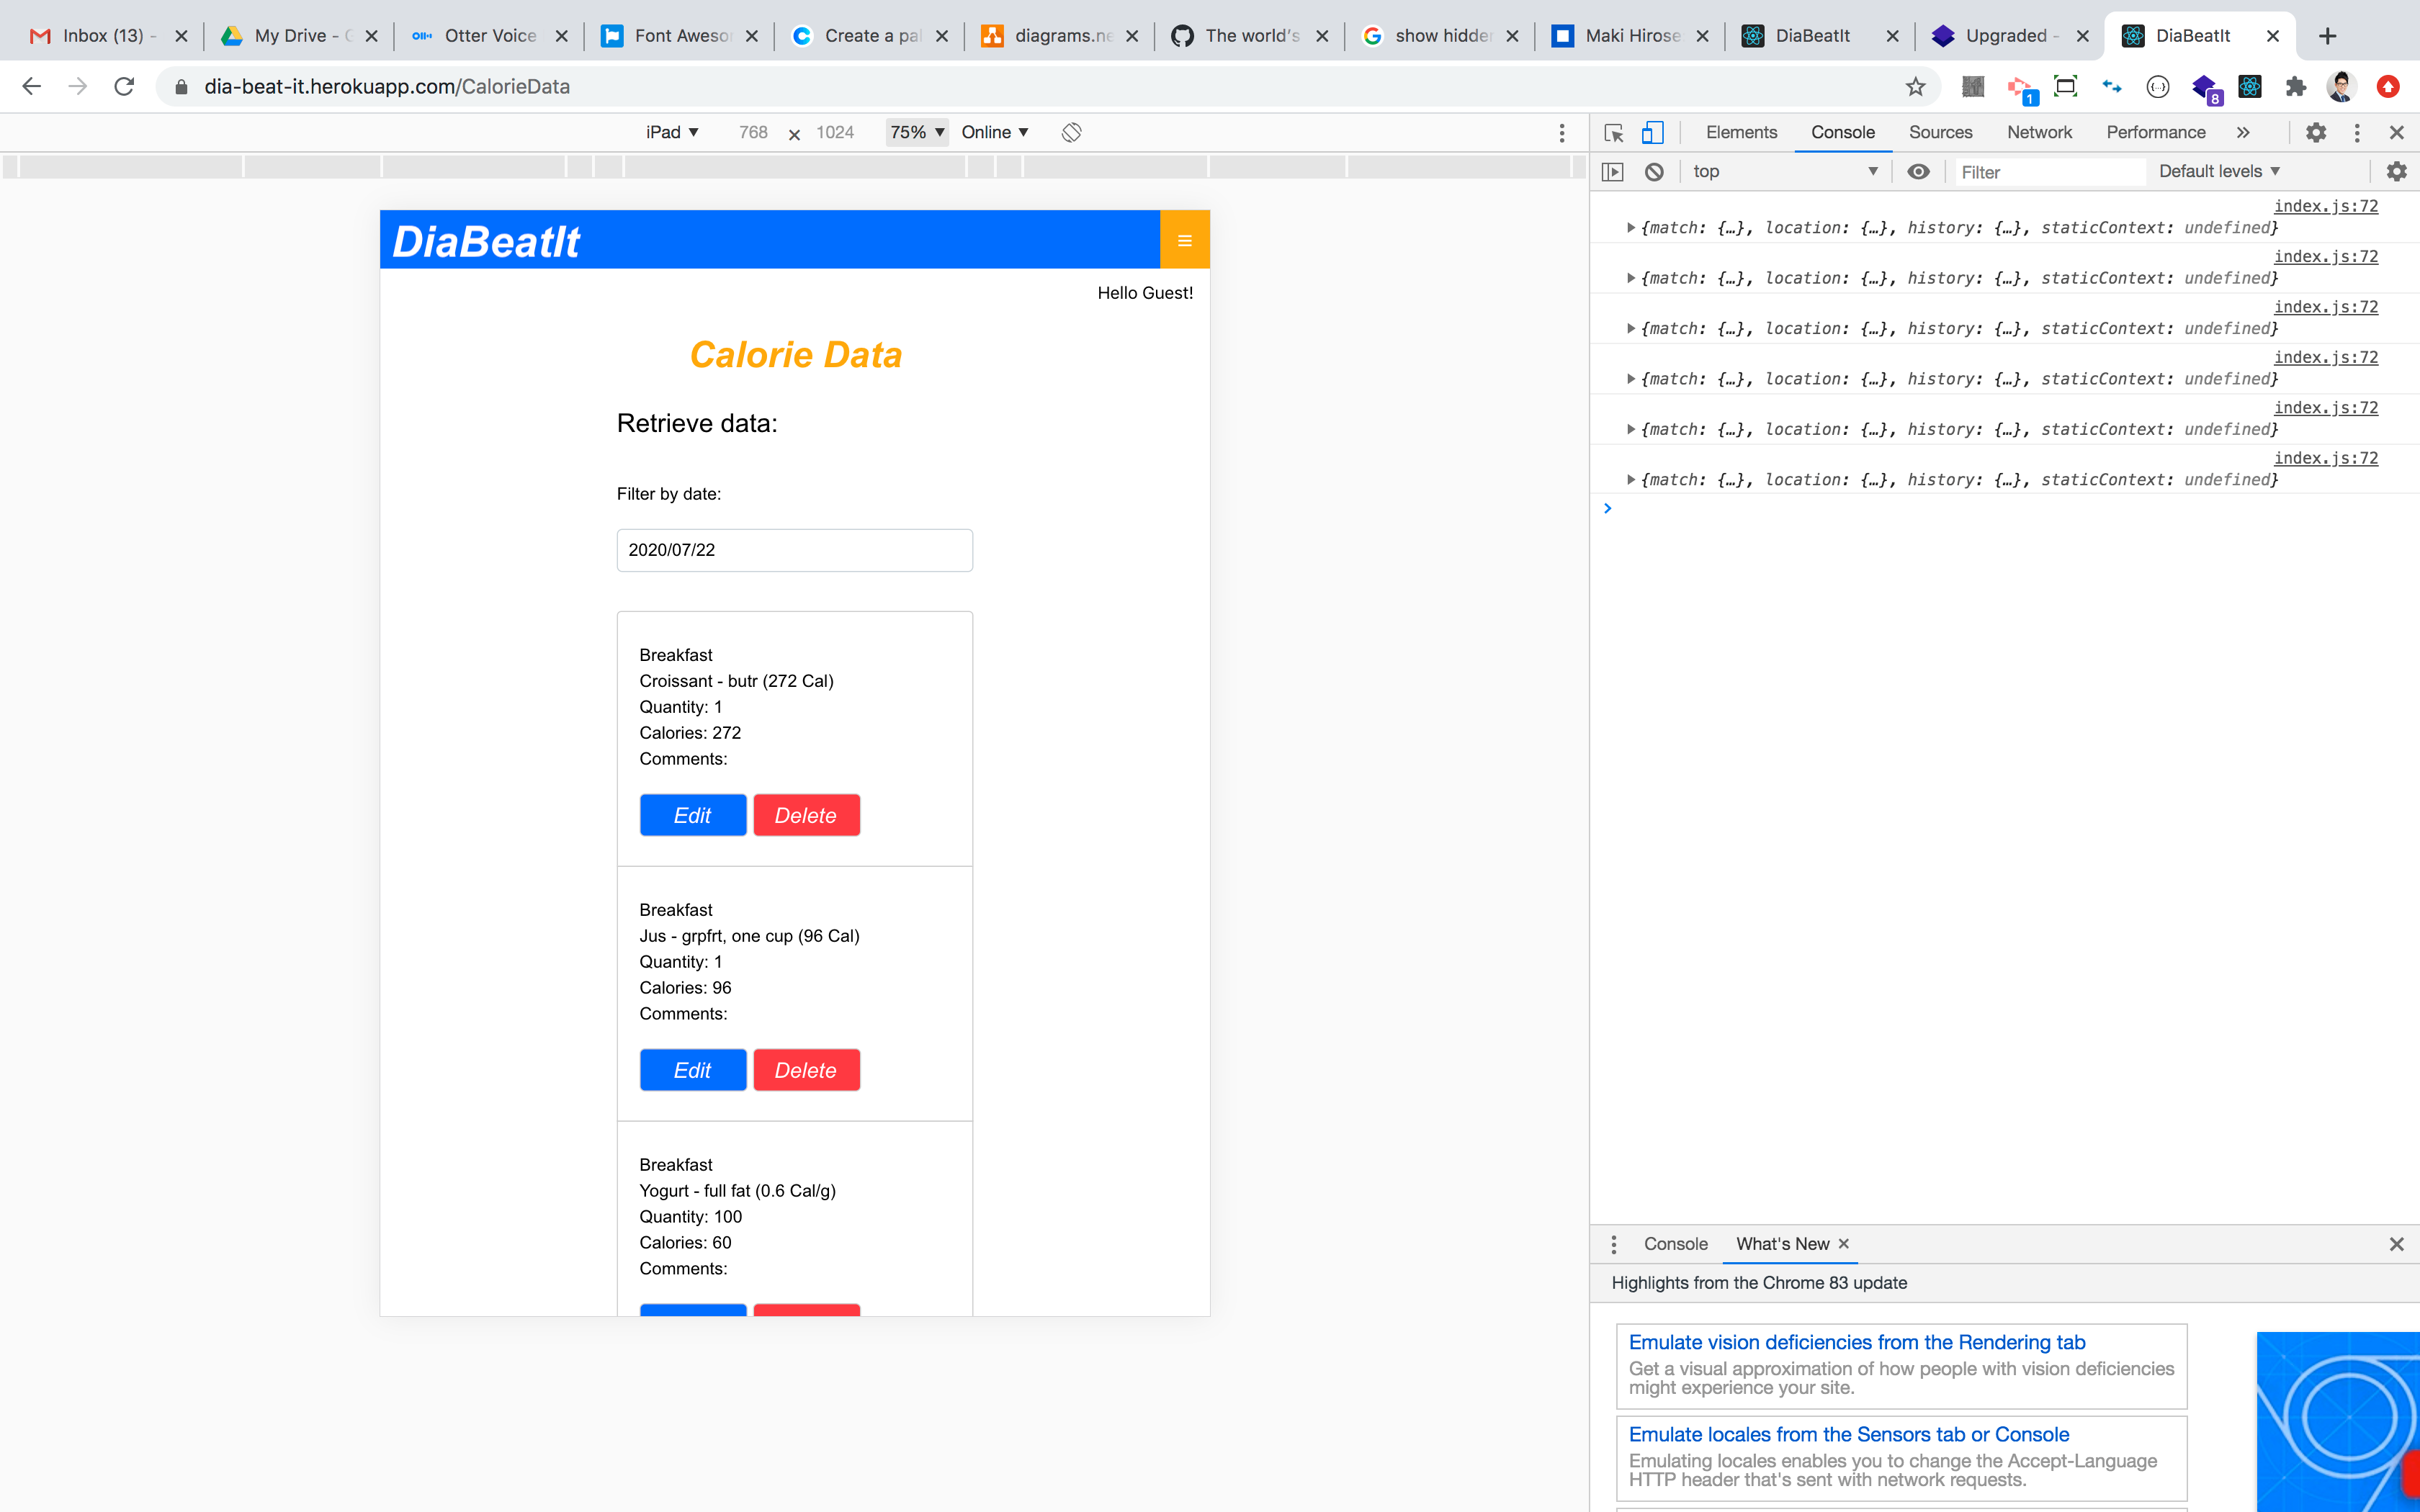 Inbox (13) -
My Drive -
Otter Voice
Font Aweso
Create a pal
diagrams.ne
The world's
show hidde
Maki Hirose
DiaBeatIt
Upgraded -
DiaBeatIt
dia-beat-it.herokuapp.com/CalorieData
1
8
iPad ▼ 768 × 1024 75% ▼ Online ▼
DiaBeatIt
Hello Guest!
Calorie Data
Retrieve data:
Filter by date:
2020/07/22
Breakfast
Croissant - butr (272 Cal)
Quantity: 1
Calories: 272
Comments:
Edit Delete
Breakfast
Jus - grpfrt, one cup (96 Cal)
Quantity: 1
Calories: 96
Comments:
Edit Delete
Breakfast
Yogurt - full fat (0.6 Cal/g)
Quantity: 100
Calories: 60
Comments:
Elements Console Sources Network Performance »
top ▼ Filter Default levels ▼
index.js:72
{match: {…}, location: {…}, history: {…}, staticContext: undefined}
index.js:72
{match: {…}, location: {…}, history: {…}, staticContext: undefined}
index.js:72
{match: {…}, location: {…}, history: {…}, staticContext: undefined}
index.js:72
{match: {…}, location: {…}, history: {…}, staticContext: undefined}
index.js:72
{match: {…}, location: {…}, history: {…}, staticContext: undefined}
index.js:72
{match: {…}, location: {…}, history: {…}, staticContext: undefined}
Console What's New
Highlights from the Chrome 83 update
Emulate vision deficiencies from the Rendering tab
Get a visual approximation of how people with vision deficiencies
might experience your site.
Emulate locales from the Sensors tab or Console
Emulating locales enables you to change the Accept-Language
HTTP header that's sent with network requests.